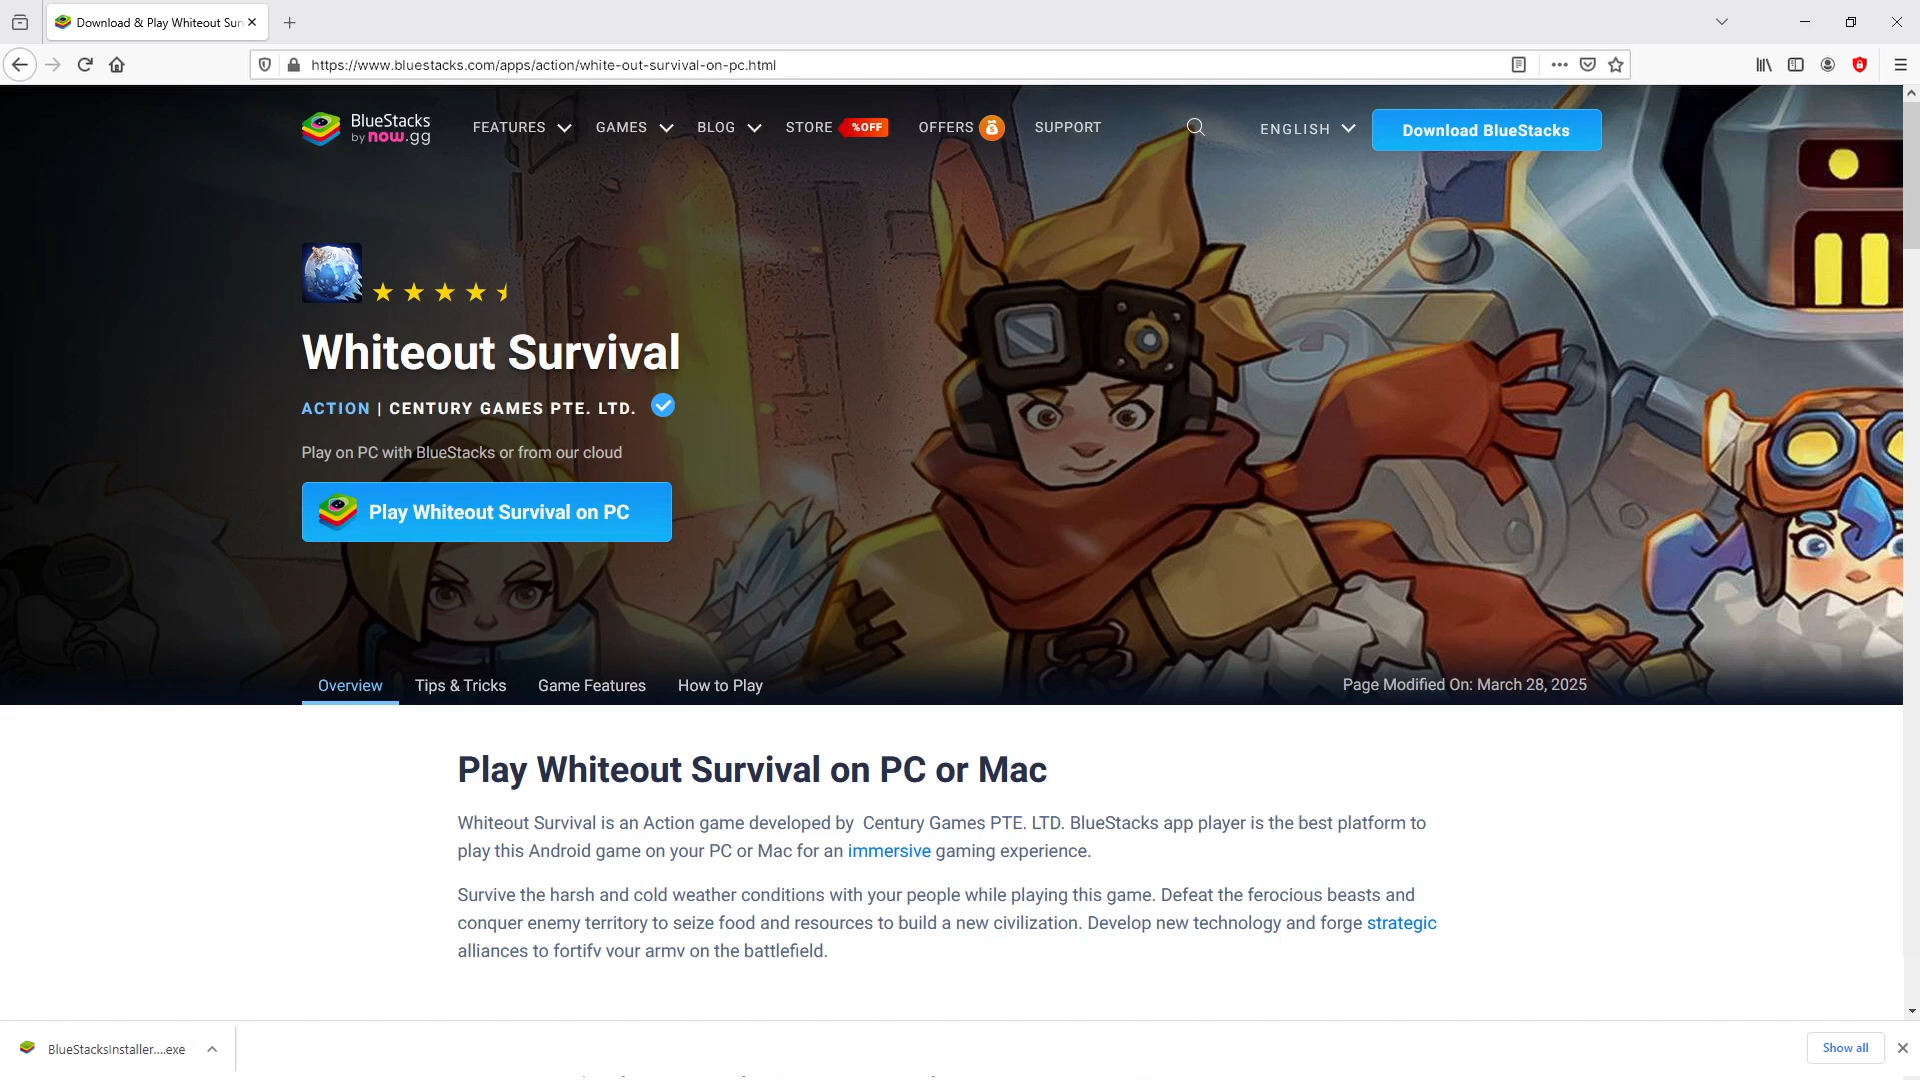 Download & Play Whiteout Sur
https://www.bluestacks.com/apps/action/white-out-survival-on-pc.html
BlueStacks
by now.gg
FEATURES
GAMES
BLOG
STORE
%OFF
OFFERS
SUPPORT
ENGLISH
Download BlueStacks
Whiteout Survival
ACTION | CENTURY GAMES PTE. LTD.
Play on PC with BlueStacks or from our cloud
Play Whiteout Survival on PC
Overview
Tips & Tricks
Game Features
How to Play
Page Modified On: March 28, 2025
Play Whiteout Survival on PC or Mac
Whiteout Survival is an Action game developed by Century Games PTE. LTD. BlueStacks app player is the best platform to
play this Android game on your PC or Mac for an immersive gaming experience.
Survive the harsh and cold weather conditions with your people while playing this game. Defeat the ferocious beasts and
conquer enemy territory to seize food and resources to build a new civilization. Develop new technology and forge strategic
alliances to fortify your army on the battlefield.
BlueStacksInstaller....exe
Show all